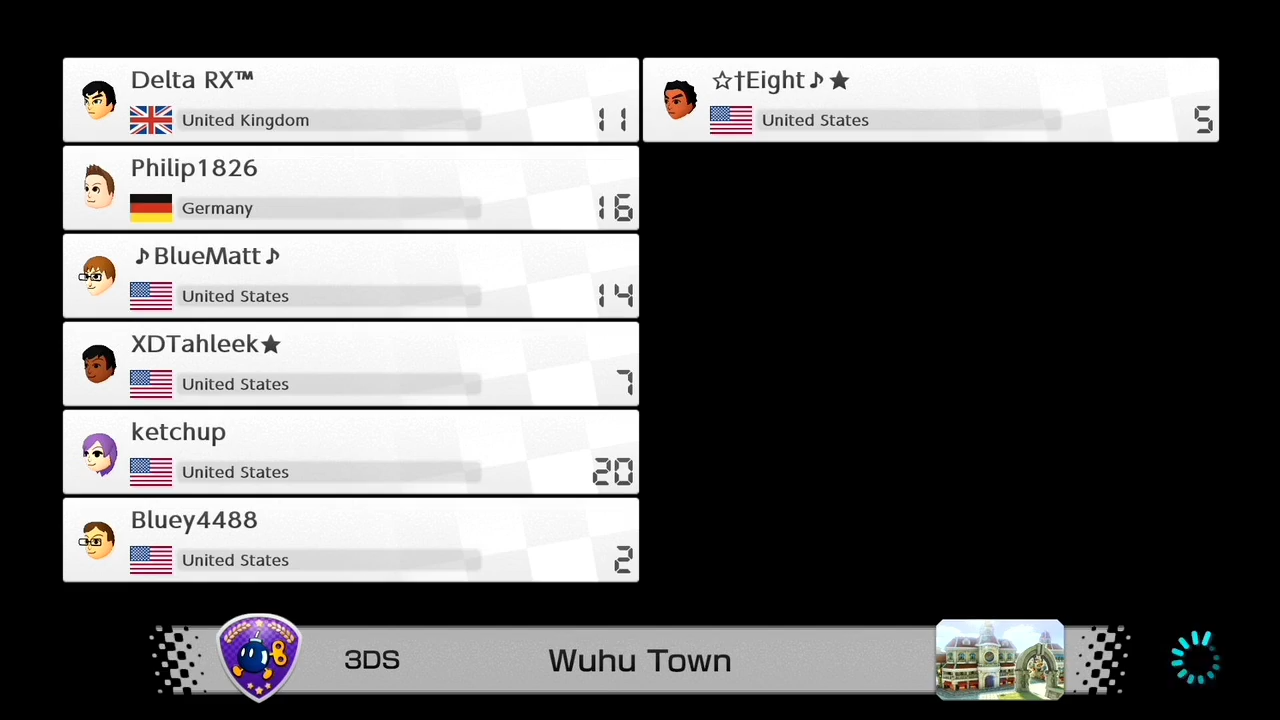 Delta RX™
United Kingdom
11
Philip1826
Germany
16
♪BlueMatt♪
United States
14
XDTahleek★
United States
7
ketchup
United States
20
Bluey4488
United States
2
☆†Eight♪★
United States
5
3DS
Wuhu Town